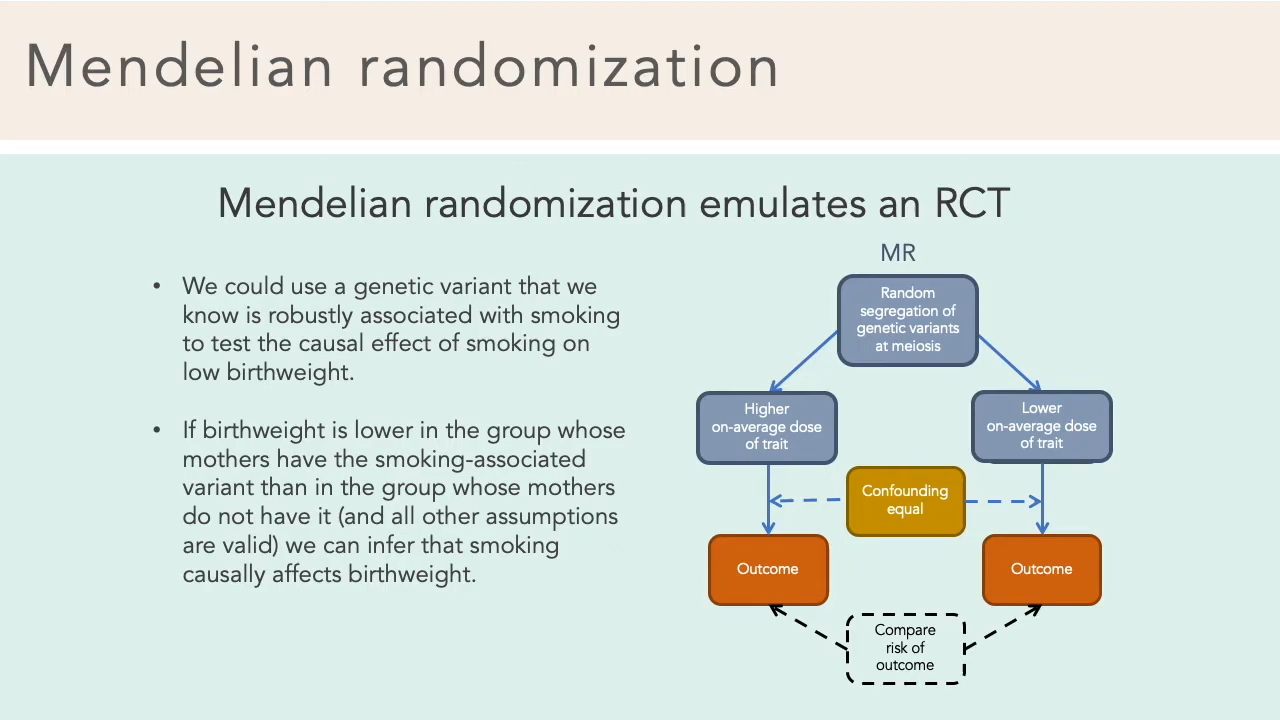 Mendelian randomization
Mendelian randomization emulates an RCT
• We could use a genetic variant that we
know is robustly associated with smoking
to test the causal effect of smoking on
low birthweight.
• If birthweight is lower in the group whose
mothers have the smoking-associated
variant than in the group whose mothers
do not have it (and all other assumptions
are valid) we can infer that smoking
causally affects birthweight.
MR
Random
segregation of
genetic variants
at meiosis
Higher
on-average dose
of trait
Lower
on-average dose
of trait
Confounding
equal
Outcome
Outcome
Compare
risk of
outcome